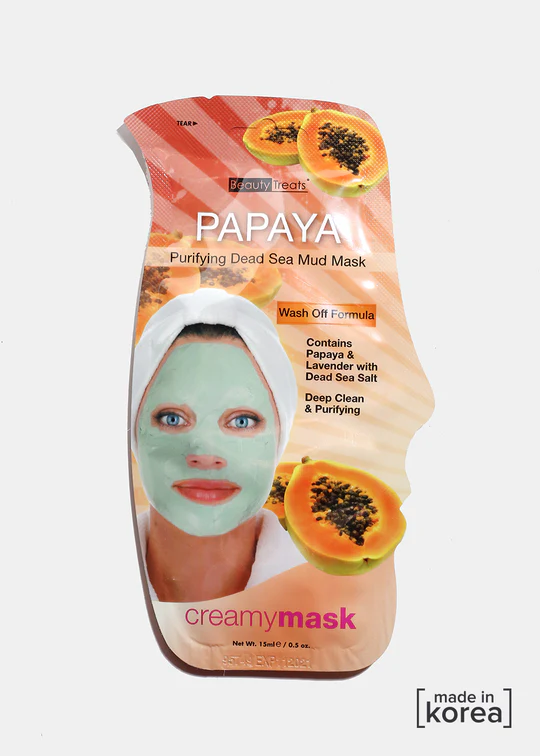 TEAR
Beauty Treats
PAPAYA
Purifying Dead Sea Mud Mask
Wash Off Formula
Contains
Papaya &
Lavender with
Dead Sea Salt
Deep Clean
& Purifying
creamymask
Net Wt. 15ml e / 0.5 oz.
[made in
korea]